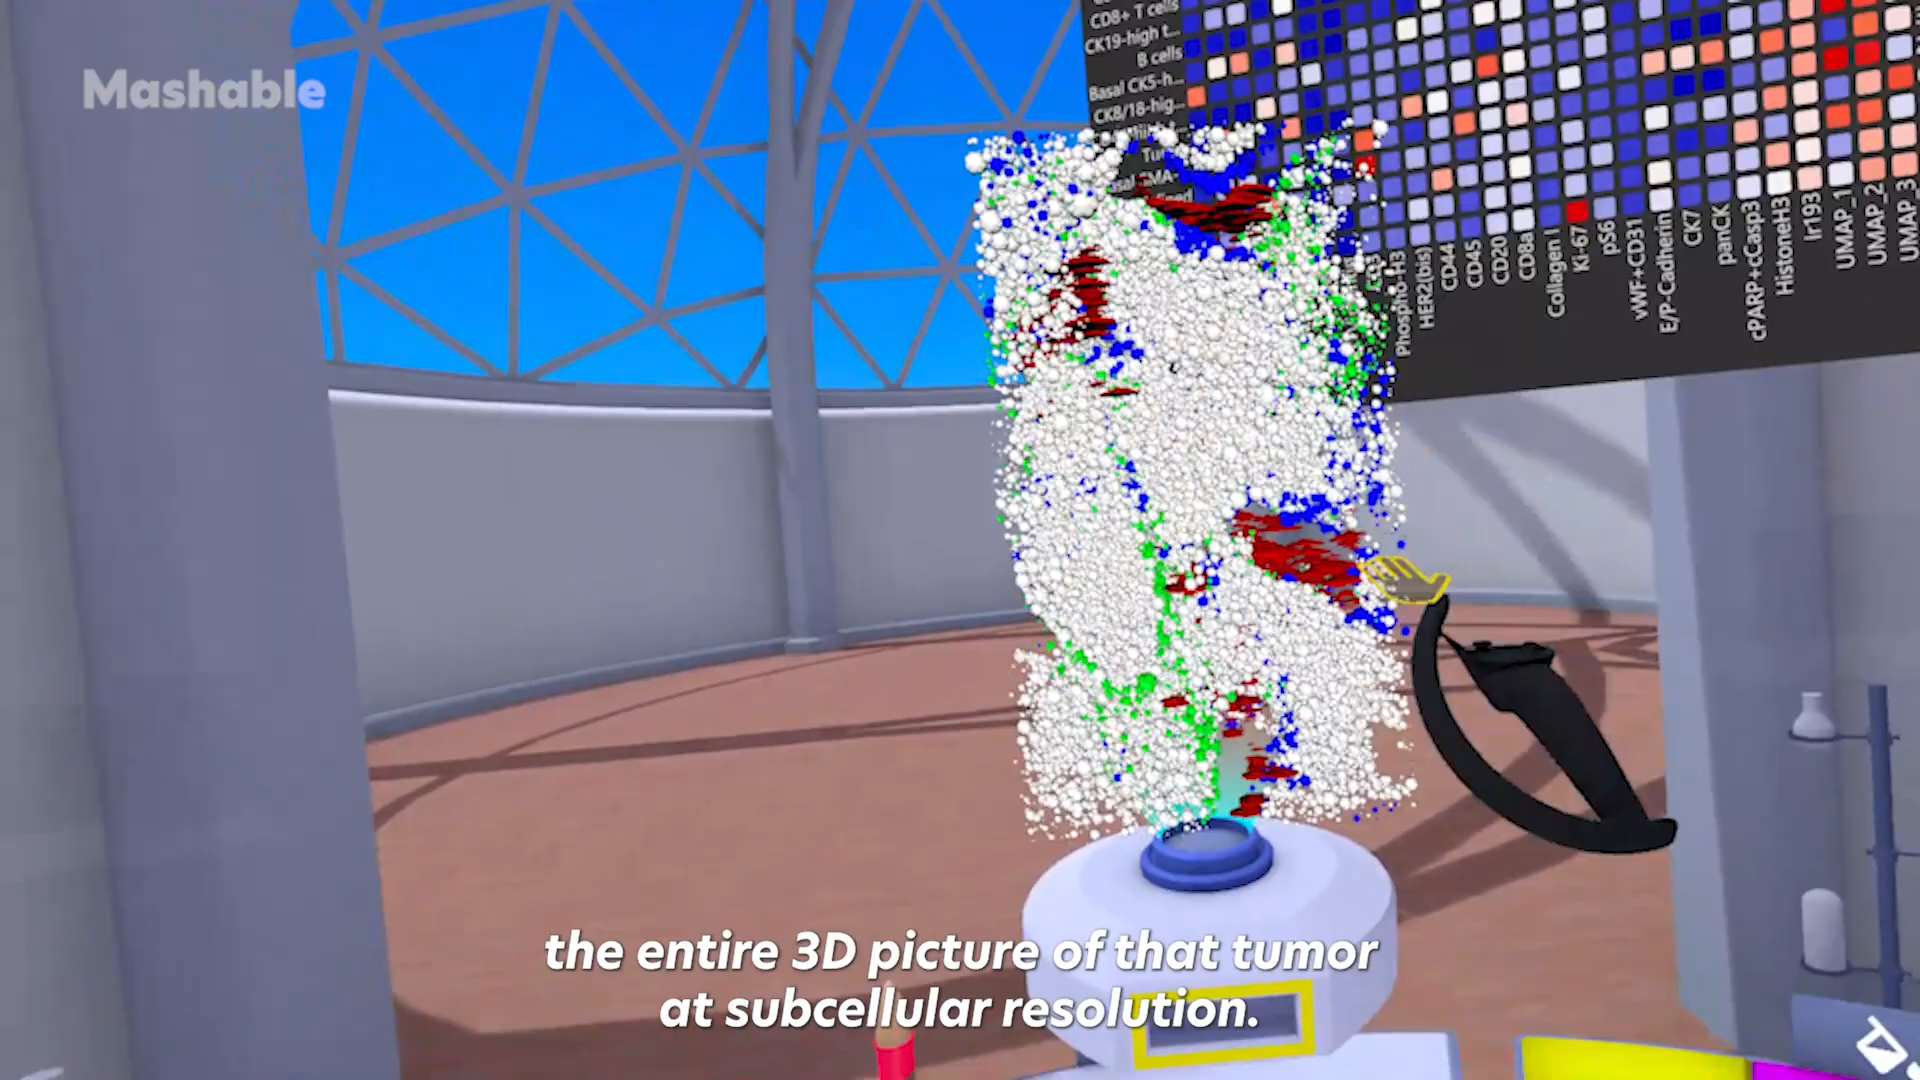 Mashable
CD8+ T cells
CK19-high t...
B cells
Basal CK5-h...
CK8/18-hig...
Phospho-H3
HER2(bis)
CD44
CD45
CD20
CD8a
Collagen I
Ki-67
pS6
vWF+CD31
E/P-Cadherin
CK7
panCK
cPARP+cCasp3
HistoneH3
Ir193
UMAP_1
UMAP_2
UMAP_3
the entire 3D picture of that tumor
at subcellular resolution.